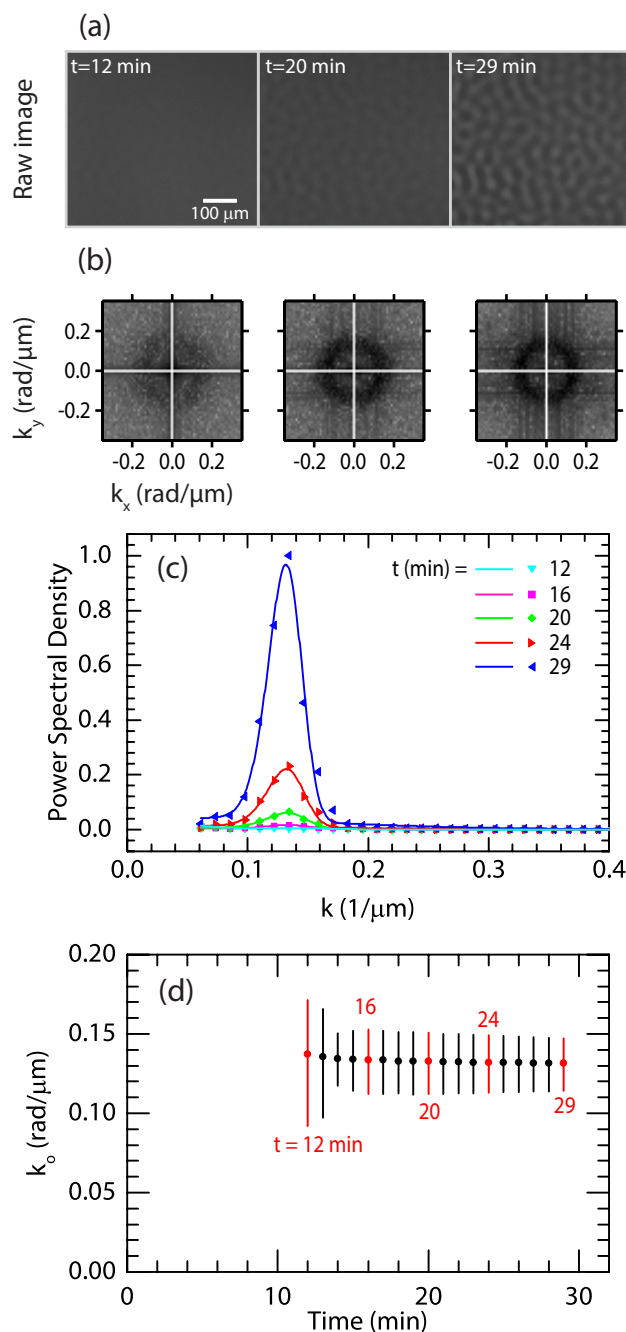 (a)
Raw image
t=12 min
t=20 min
t=29 min
100 μm
(b)
k_y (rad/μm)
0.2
0.0
-0.2
-0.2 0.0 0.2
-0.2 0.0 0.2
-0.2 0.0 0.2
k_x (rad/μm)
(c)
Power Spectral Density
1.0
0.8
0.6
0.4
0.2
0.0
t (min) =
12
16
20
24
29
0.0 0.1 0.2 0.3 0.4
k (1/μm)
(d)
k_o (rad/μm)
0.20
0.15
0.10
0.05
0.00
16
24
20
29
t = 12 min
0 10 20 30
Time (min)